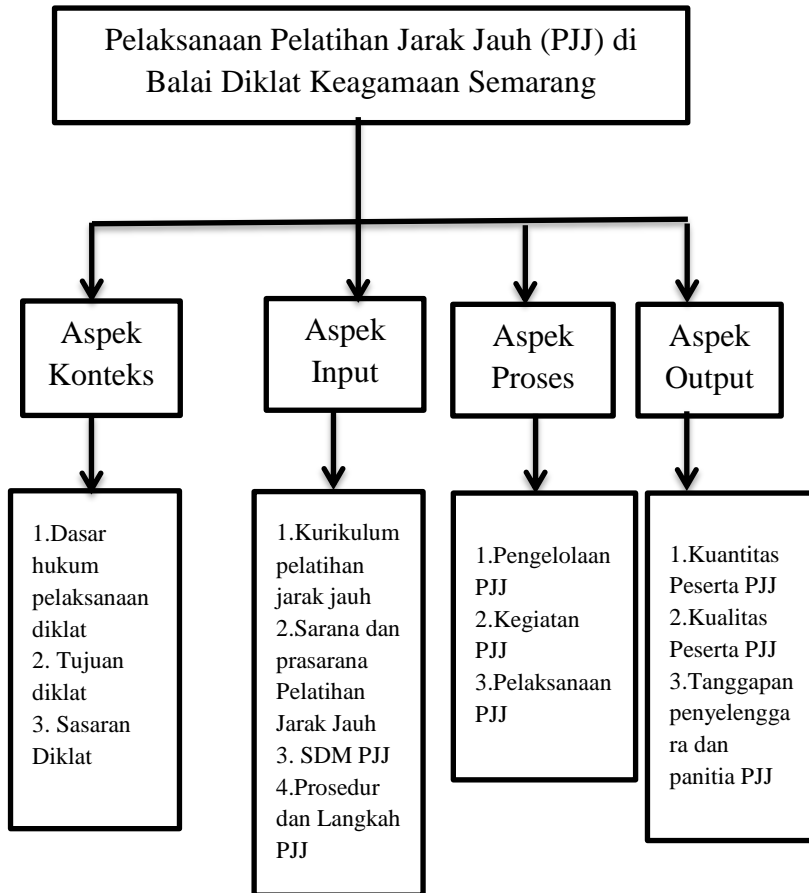 Pelaksanaan Pelatihan Jarak Jauh (PJJ) di
Balai Diklat Keagamaan Semarang
Aspek
Konteks
Aspek
Input
Aspek
Proses
Aspek
Output
1.Dasar
hukum
pelaksanaan
diklat
2. Tujuan
diklat
3. Sasaran
Diklat
1.Kurikulum
pelatihan
jarak jauh
2.Sarana dan
prasarana
Pelatihan
Jarak Jauh
3. SDM PJJ
4.Prosedur
dan Langkah
PJJ
1.Pengelolaan
PJJ
2.Kegiatan
PJJ
3.Pelaksanaan
PJJ
1.Kuantitas
Peserta PJJ
2.Kualitas
Peserta PJJ
3.Tanggapan
penyelengga
ra dan
panitia PJJ